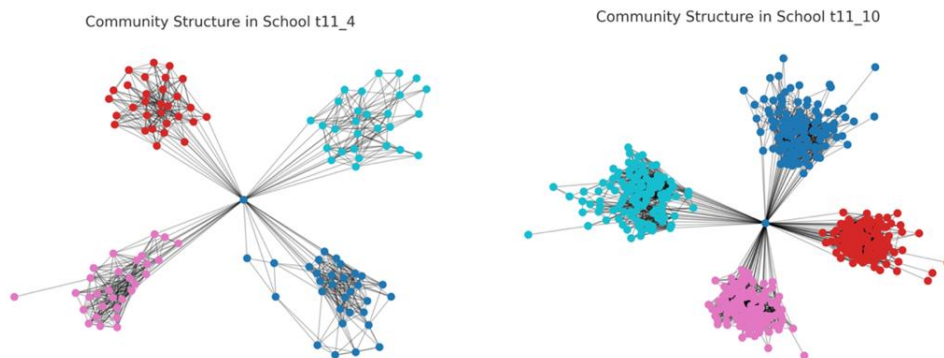 Community Structure in School t11_4
Community Structure in School t11_10